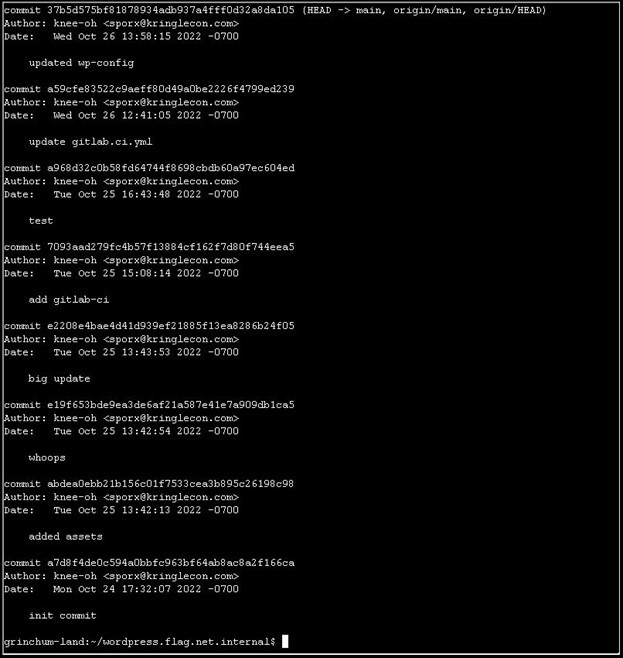 commit 37b5d575bf81878934adb937a4fff0d32a8da105 (HEAD -> main, origin/main, origin/HEAD)
Author: knee-oh <sporx@kringlecon.com>
Date:   Wed Oct 26 13:58:15 2022 -0700
updated wp-config
commit a59cfe83522c9aeff80d49a0be2226f4799ed239
Author: knee-oh <sporx@kringlecon.com>
Date:   Wed Oct 26 12:41:05 2022 -0700
update gitlab.ci.yml
commit a968d32c0b58fd64744f8698cbdb60a97ec604ed
Author: knee-oh <sporx@kringlecon.com>
Date:   Tue Oct 25 16:43:48 2022 -0700
test
commit 7093aad279fc4b57f13884cf162f7d80f744eea5
Author: knee-oh <sporx@kringlecon.com>
Date:   Tue Oct 25 15:08:14 2022 -0700
add gitlab-ci
commit e2208e4bae4d41d939ef21885f13ea8286b24f05
Author: knee-oh <sporx@kringlecon.com>
Date:   Tue Oct 25 13:43:53 2022 -0700
big update
commit e19f653bde9ea3de6af21a587e41e7a909db1ca5
Author: knee-oh <sporx@kringlecon.com>
Date:   Tue Oct 25 13:42:54 2022 -0700
whoops
commit abdea0ebb21b156c01f7533cea3b895c26198c98
Author: knee-oh <sporx@kringlecon.com>
Date:   Tue Oct 25 13:42:13 2022 -0700
added assets
commit a7d8f4de0c594a0bbfc963bf64ab8ac8a2f166ca
Author: knee-oh <sporx@kringlecon.com>
Date:   Mon Oct 24 17:32:07 2022 -0700
init commit
grinchum-land:~/wordpress.flag.net.internal$